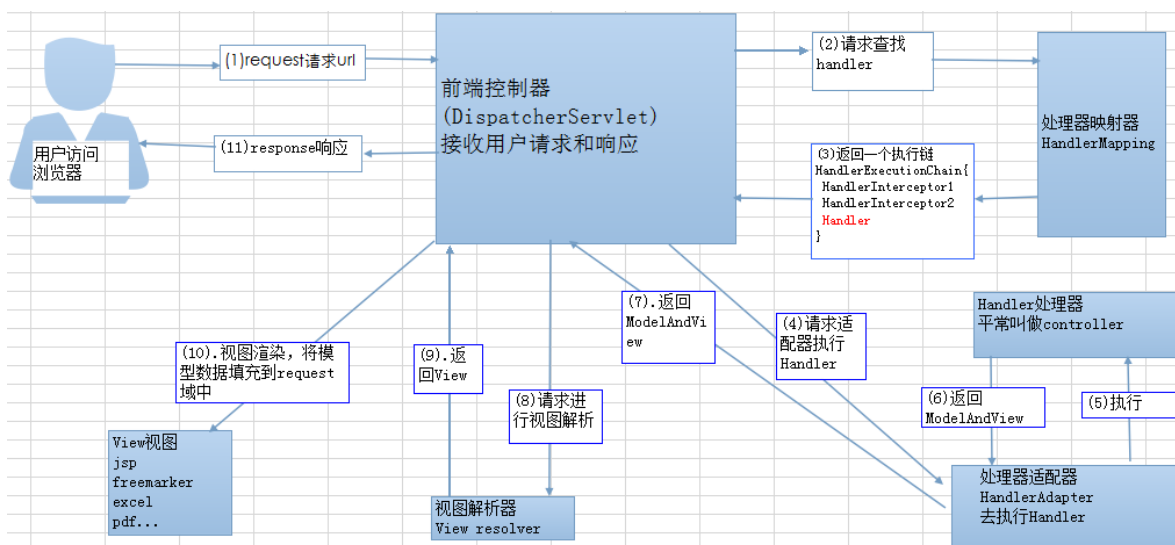 (1)request请求url
前端控制器
(DispatcherServlet)
接收用户请求和响应
(2)请求查找
handler
处理器映射器
HandlerMapping
用户访问
浏览器
(11)response响应
(3)返回一个执行链
HandlerExecutionChain{
HandlerInterceptor1
HandlerInterceptor2
Handler
}
(7).返回
ModelAndVi
ew
(4)请求适
配器执行
Handler
Handler处理器
平常叫做controller
(10).视图渲染，将模
型数据填充到request
域中
(9).返
回View
(8)请求进
行视图解析
(6)返回
ModelAndView
(5)执行
View视图
jsp
freemarker
excel
pdf...
视图解析器
View resolver
处理器适配器
HandlerAdapter
去执行Handler